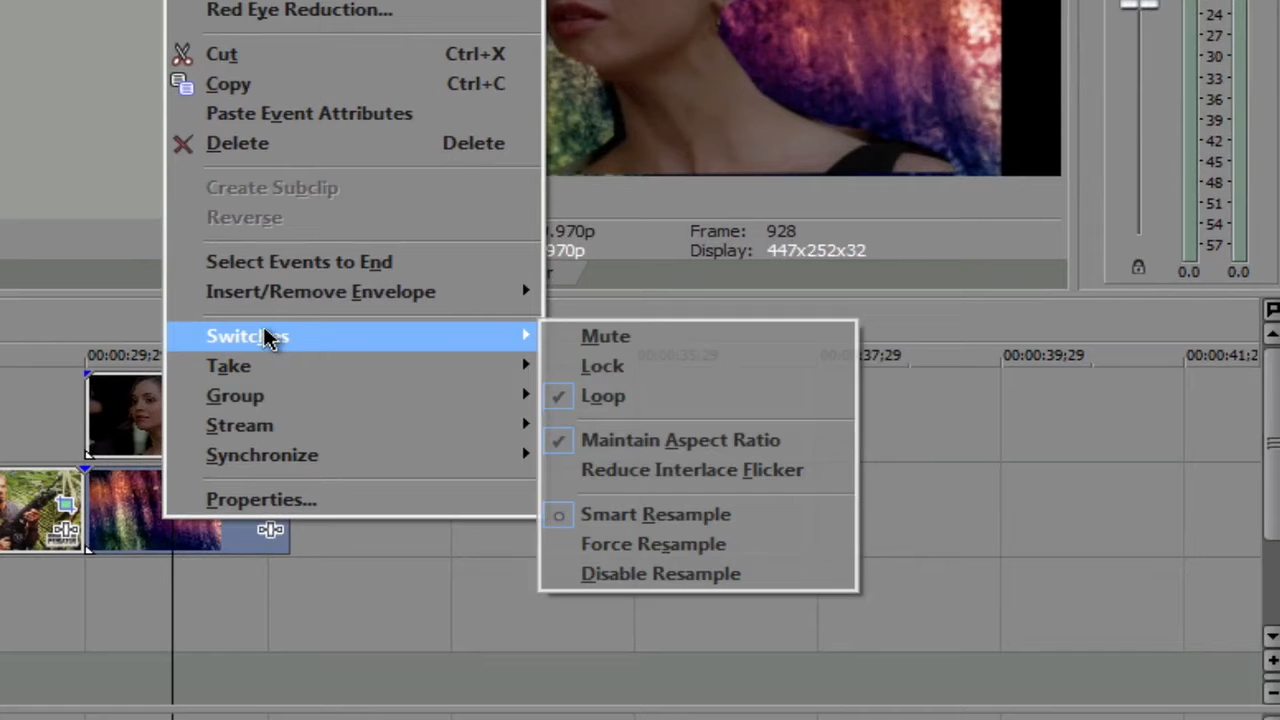 Red Eye Reduction...
Cut Ctrl+X
Copy Ctrl+C
Paste Event Attributes
Delete Delete
Create Subclip
Reverse
Select Events to End
Insert/Remove Envelope
Switches
Take
Group
Stream
Synchronize
Properties...
Mute
Lock
Loop
Maintain Aspect Ratio
Reduce Interlace Flicker
Smart Resample
Force Resample
Disable Resample
.970p Frame: 928
970p Display: 447x252x32
r
24
27
30
33
36
39
42
45
48
51
54
57
0.0 0.0
00:00:29;2 00:00:35;29 37;29 00:00:39;29 00:00:41;2